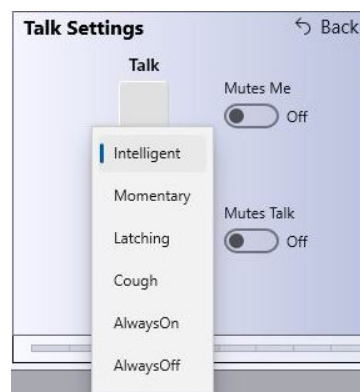 Talk Settings
Back
Talk
Mutes Me
Off
Intelligent
Momentary
Latching
Mutes Talk
Off
Cough
AlwaysOn
AlwaysOff